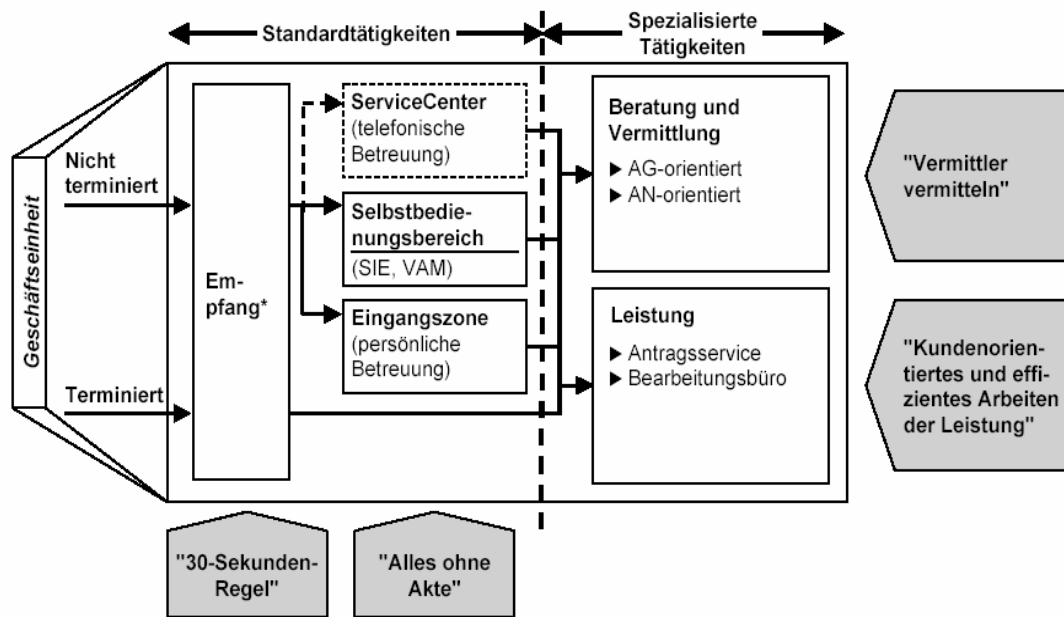 Standardtätigkeiten
Spezialisierte
Tätigkeiten
Geschäftseinheit
Nicht
terminiert
Terminiert
Em-
pfang*
ServiceCenter
(telefonische
Betreuung)
Selbstbedie-
nungsbereich
(SIE, VAM)
Eingangszone
(persönliche
Betreuung)
Beratung und
Vermittlung
► AG-orientiert
► AN-orientiert
Leistung
► Antragsservice
► Bearbeitungsbüro
"Vermittler
vermitteln"
"Kundenorien-
tiertes und effi-
zientes Arbeiten
der Leistung"
"30-Sekunden-
Regel"
"Alles ohne
Akte"